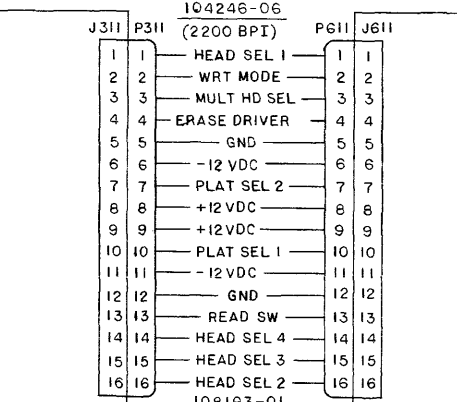 104246-06
J311 P311 (2200 BPI) P611 J611
1 1 HEAD SEL 1 1 1
2 2 WRT MODE 2 2
3 3 MULT HD SEL 3 3
4 4 ERASE DRIVER 4 4
5 5 GND 5 5
6 6 -12 VDC 6 6
7 7 PLAT SEL 2 7 7
8 8 +12 VDC 8 8
9 9 +12 VDC 9 9
10 10 PLAT SEL 1 10 10
11 11 -12 VDC 11 11
12 12 GND 12 12
13 13 READ SW 13 13
14 14 HEAD SEL 4 14 14
15 15 HEAD SEL 3 15 15
16 16 HEAD SEL 2 16 16